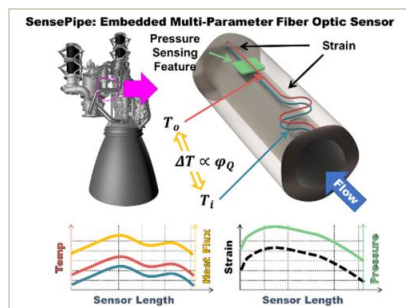 SensePipe: Embedded Multi-Parameter Fiber Optic Sensor
Pressure
Sensing
Feature
Strain
Tₒ
ΔT ∝ φ_Q
Tᵢ
Flow
Temp
Heat Flux
Sensor Length
Strain
Pressure
Sensor Length